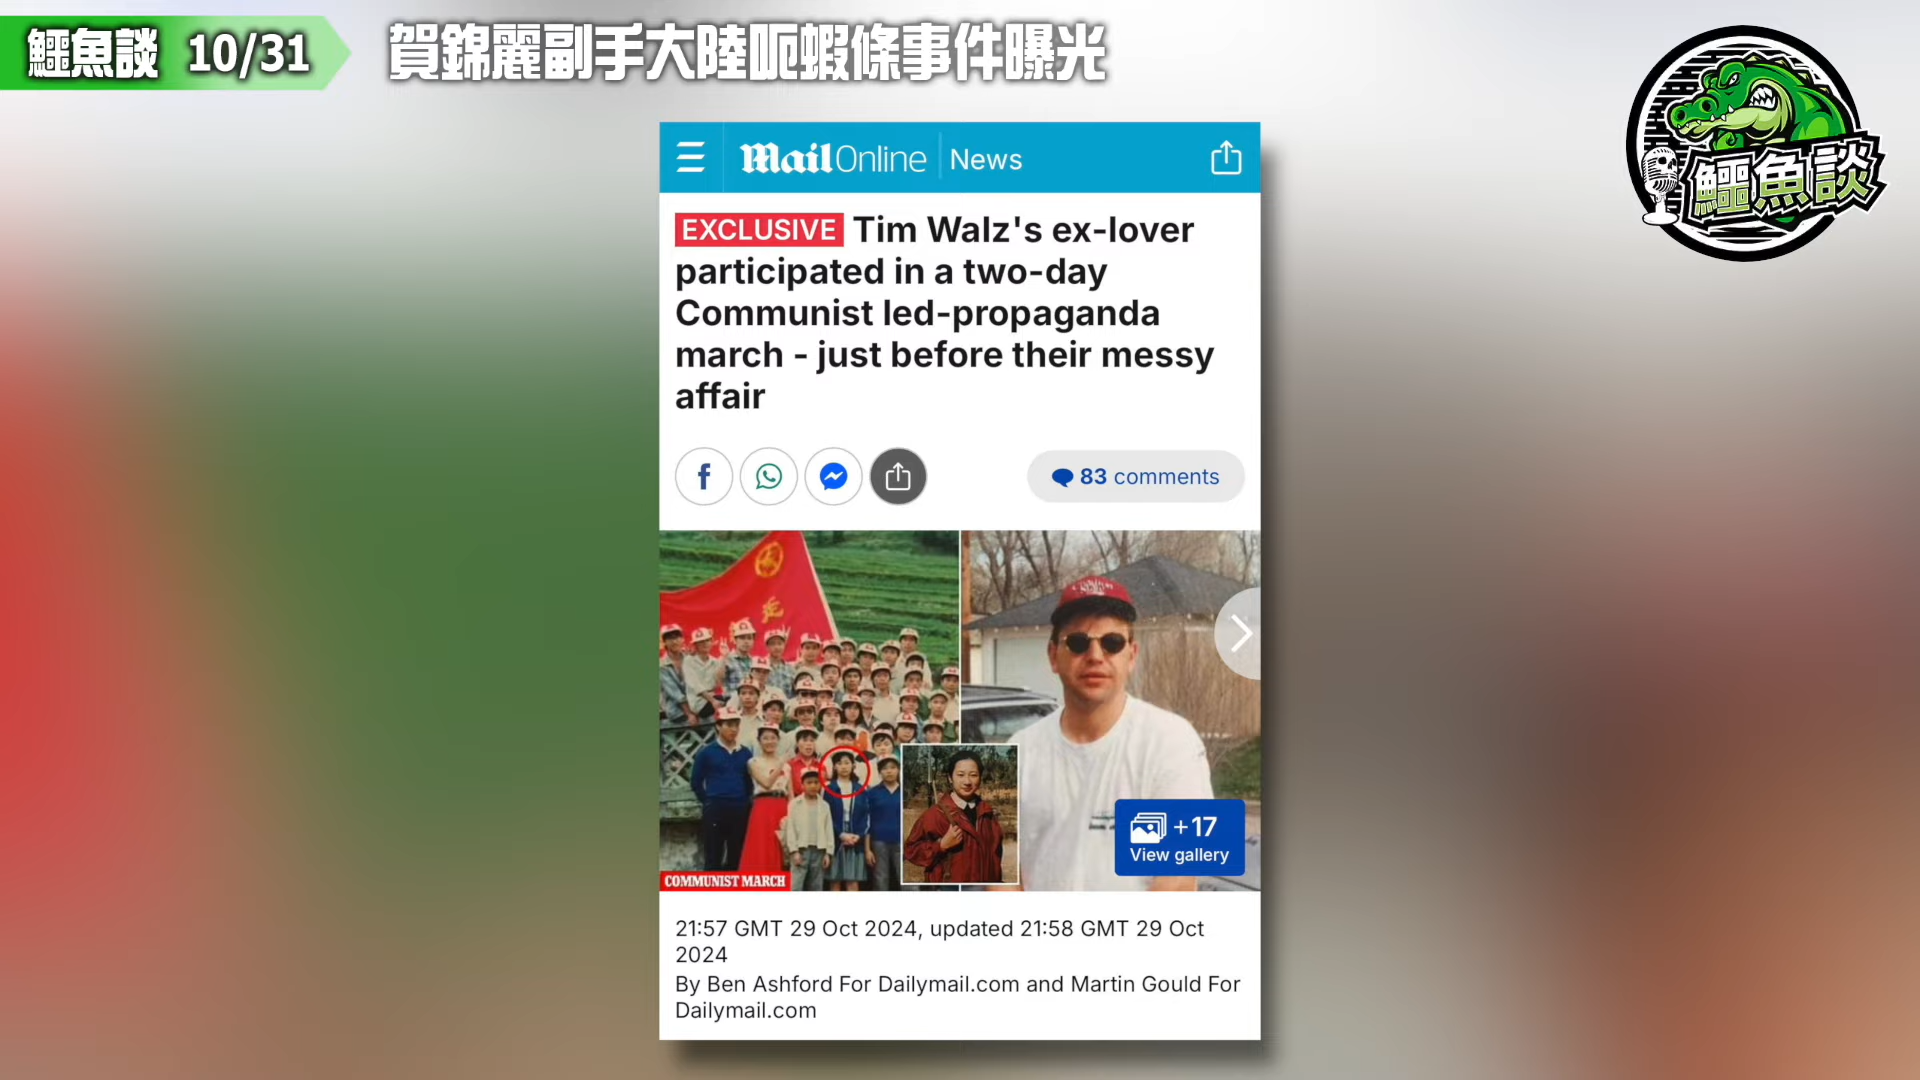 鱷魚談 10/31
賀錦麗副手大陸呃蝦條事件曝光
鱷魚談
Mail Online News
EXCLUSIVE Tim Walz's ex-lover
participated in a two-day
Communist led-propaganda
march - just before their messy
affair
83 comments
+17
View gallery
COMMUNIST MARCH
21:57 GMT 29 Oct 2024, updated 21:58 GMT 29 Oct
2024
By Ben Ashford For Dailymail.com and Martin Gould For
Dailymail.com